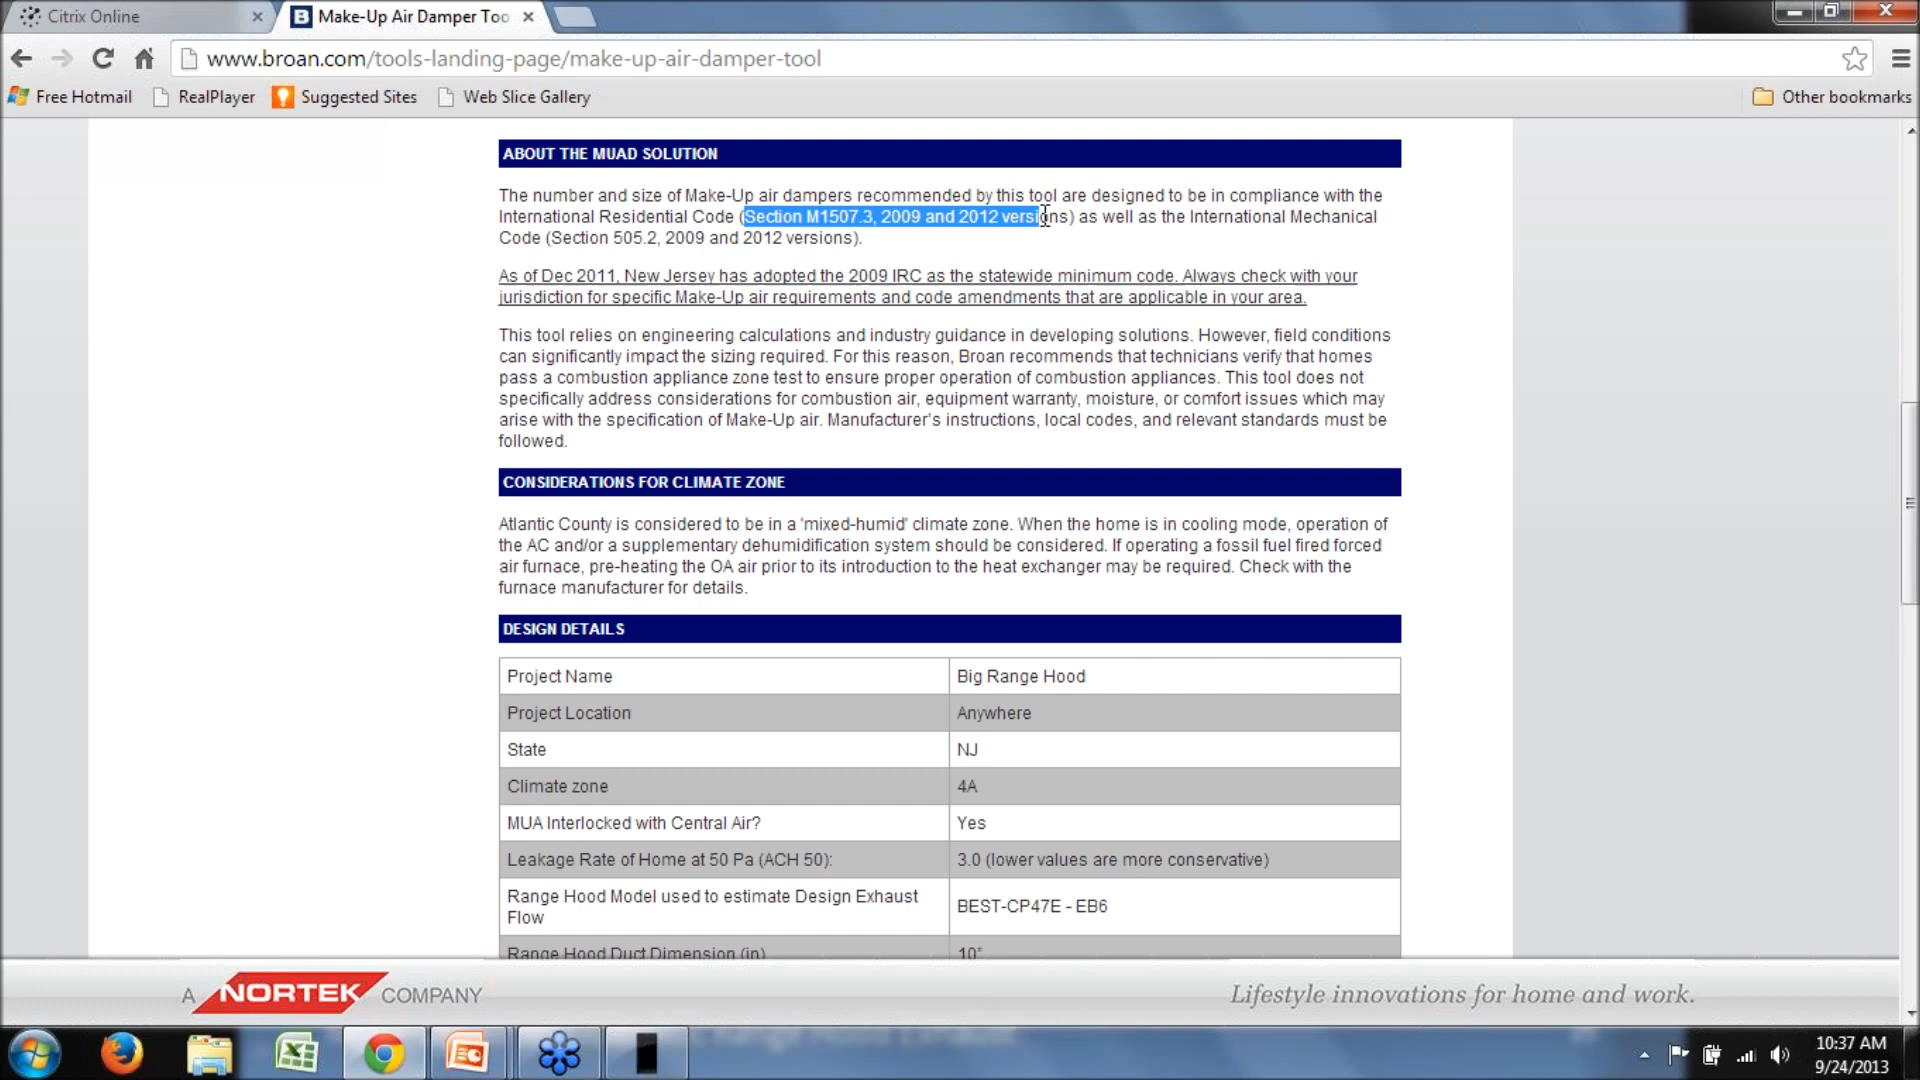 Citrix Online
Make-Up Air Damper Too
www.broan.com/tools-landing-page/make-up-air-damper-tool
Free Hotmail
RealPlayer
Suggested Sites
Web Slice Gallery
Other bookmarks
ABOUT THE MUAD SOLUTION
The number and size of Make-Up air dampers recommended by this tool are designed to be in compliance with the
International Residential Code (Section M1507.3, 2009 and 2012 versions) as well as the International Mechanical
Code (Section 505.2, 2009 and 2012 versions).
As of Dec 2011, New Jersey has adopted the 2009 IRC as the statewide minimum code. Always check with your
jurisdiction for specific Make-Up air requirements and code amendments that are applicable in your area.
This tool relies on engineering calculations and industry guidance in developing solutions. However, field conditions
can significantly impact the sizing required. For this reason, Broan recommends that technicians verify that homes
pass a combustion appliance zone test to ensure proper operation of combustion appliances. This tool does not
specifically address considerations for combustion air, equipment warranty, moisture, or comfort issues which may
arise with the specification of Make-Up air. Manufacturer's instructions, local codes, and relevant standards must be
followed.
CONSIDERATIONS FOR CLIMATE ZONE
Atlantic County is considered to be in a 'mixed-humid' climate zone. When the home is in cooling mode, operation of
the AC and/or a supplementary dehumidification system should be considered. If operating a fossil fuel fired forced
air furnace, pre-heating the OA air prior to its introduction to the heat exchanger may be required. Check with the
furnace manufacturer for details.
DESIGN DETAILS
Project Name Big Range Hood
Project Location Anywhere
State NJ
Climate zone 4A
MUA Interlocked with Central Air? Yes
Leakage Rate of Home at 50 Pa (ACH 50): 3.0 (lower values are more conservative)
Range Hood Model used to estimate Design Exhaust
Flow
BEST-CP47E - EB6
Range Hood Duct Dimension (in) 10"
A NORTEK COMPANY
Lifestyle innovations for home and work.
10:37 AM
9/24/2013